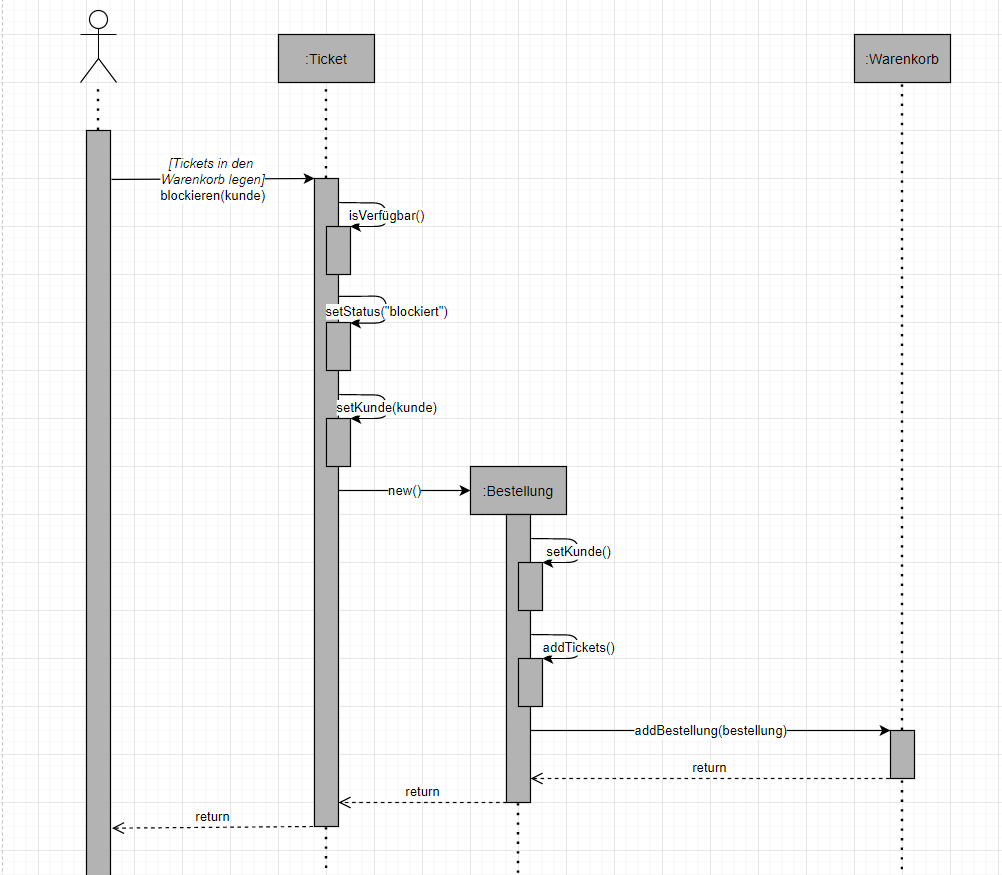 :Ticket
:Warenkorb
[Tickets in den
Warenkorb legen]
blockieren(kunde)
isVerfügbar()
setStatus("blockiert")
setKunde(kunde)
new()
:Bestellung
setKunde()
addTickets()
addBestellung(bestellung)
return
return
return